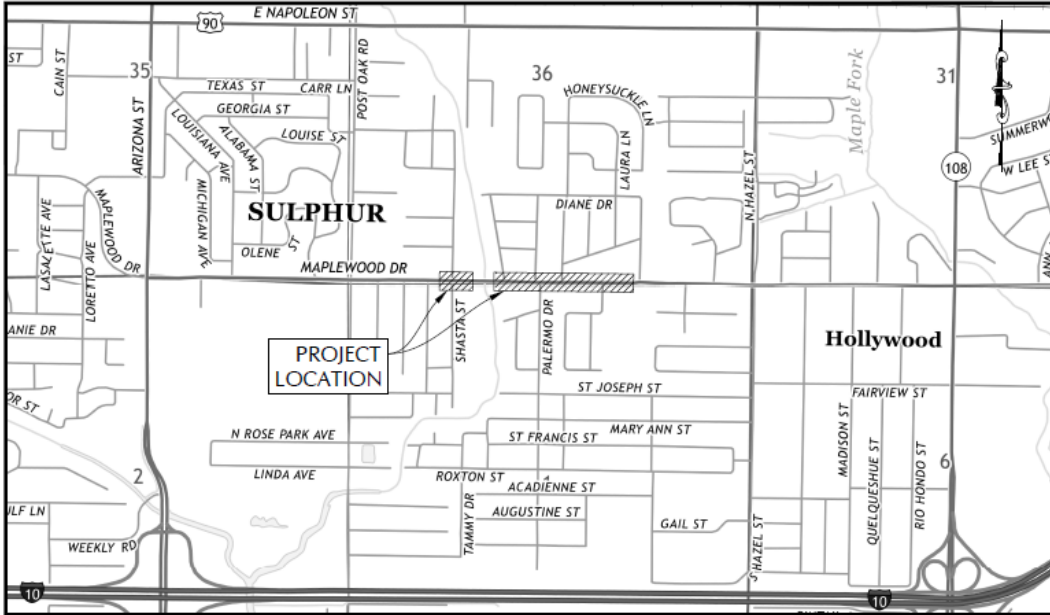 E NAPOLEON ST
90
ST
CAIN ST
35
ARIZONA ST
TEXAS ST
CARR LN
POST OAK RD
36
31
GEORGIA ST
HONEYSUCKLE LN
Maple Fork
LOUISIANA AVE
ALABAMA ST
LOUISE ST
LAURA LN
N HAZEL ST
108
W LEE S
MICHIGAN AVE
SULPHUR
DIANE DR
LASALETTE AVE
LORETTO AVE
MAPLEWOOD DR
OLENE ST
MAPLEWOOD DR
ANN
ANIE DR
SHASTA ST
PALERMO DR
Hollywood
PROJECT
LOCATION
OR ST
ST JOSEPH ST
FAIRVIEW ST
N ROSE PARK AVE
MARY ANN ST
ST FRANCIS ST
MADISON ST
QUELQUESHUE ST
RIO HONDO ST
2
LINDA AVE
ROXTON ST
6
ACADIENNE ST
ULF LN
TAMMY DR
AUGUSTINE ST
GAIL ST
WEEKLY RD
S HAZEL ST
10
10